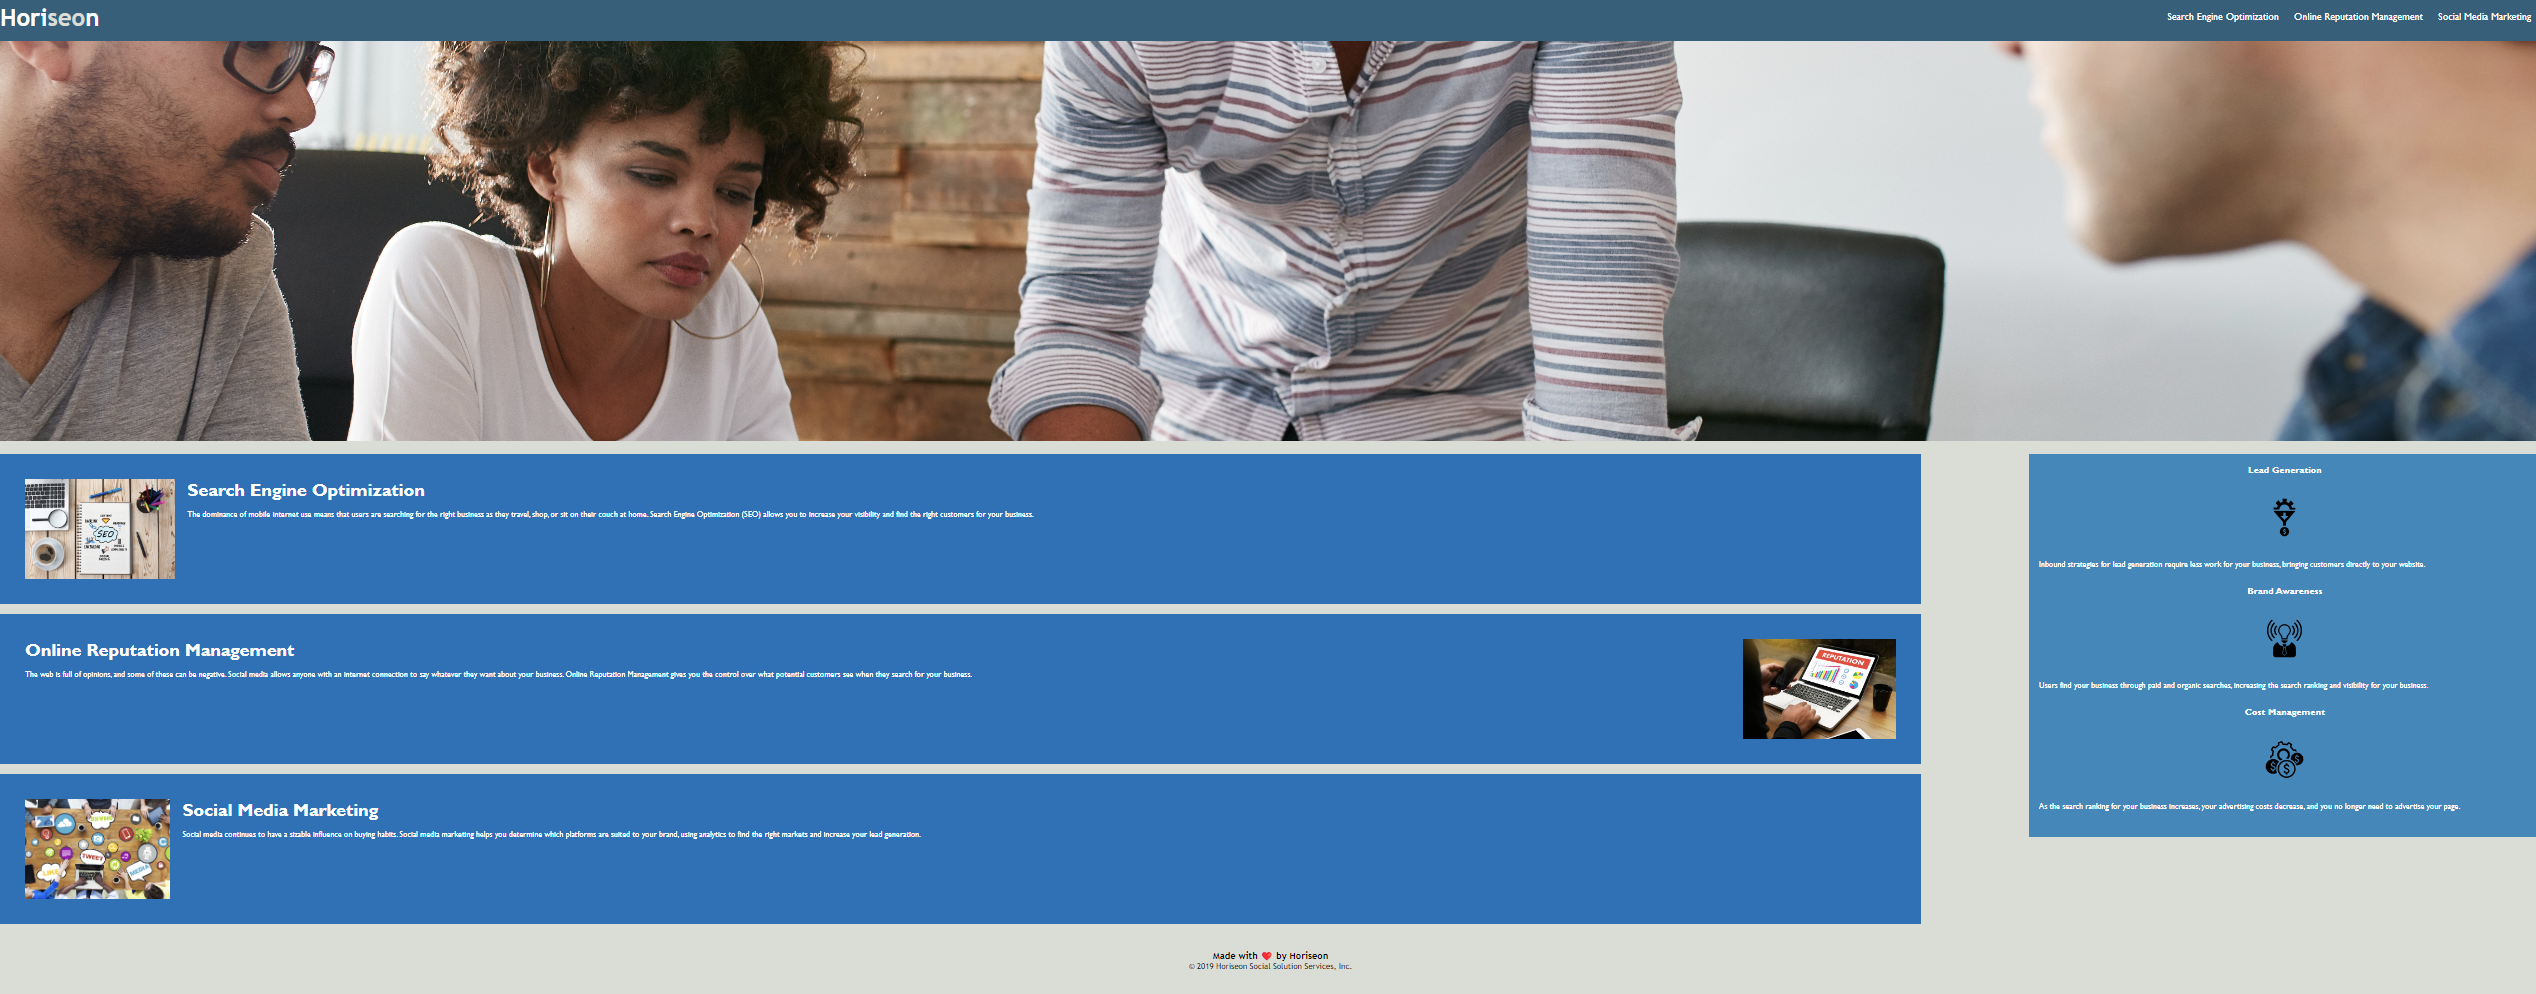 Horiseon
Search Engine Optimization
Online Reputation Management
Social Media Marketing
SEO
Search Engine Optimization
The dominance of mobile internet use means that users are searching for the right business as they travel, shop, or sit on their couch at home. Search Engine Optimization (SEO) allows you to increase your visibility and find the right customers for your business.
Online Reputation Management
The web is full of opinions, and some of these can be negative. Social media allows anyone with an internet connection to say whatever they want about your business. Online Reputation Management gives you the control over what potential customers see when they search for your business.
REPUTATION
TWEET
LIKE
MEDIA
Social Media Marketing
Social media continues to have a sizable influence on buying habits. Social media marketing helps you determine which platforms are suited to your brand, using analytics to find the right markets and increase your lead generation.
Lead Generation
Inbound strategies for lead generation require less work for your business, bringing customers directly to your website.
Brand Awareness
Users find your business through paid and organic searches, increasing the search ranking and visibility for your business.
Cost Management
As the search ranking for your business increases, your advertising costs decrease, and you no longer need to advertise your page.
Made with ❤️ by Horiseon
© 2019 Horiseon Social Solution Services, Inc.